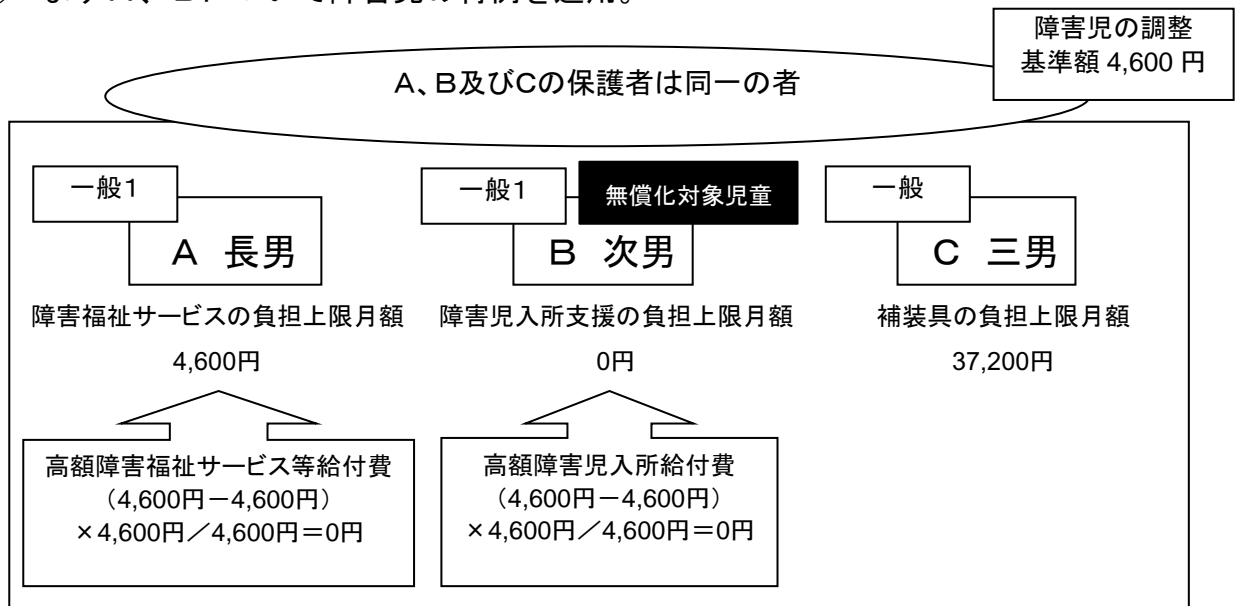 障害児の調整
基準額 4,600 円
A、B及びCの保護者は同一の者
一般1
A 長男
障害福祉サービスの負担上限月額
4,600円
高額障害福祉サービス等給付費
(4,600円－4,600円)
×4,600円／4,600円＝0円
一般1
無償化対象児童
B 次男
障害児入所支援の負担上限月額
0円
高額障害児入所給付費
(4,600円－4,600円)
×4,600円／4,600円＝0円
一般
C 三男
補装具の負担上限月額
37,200円